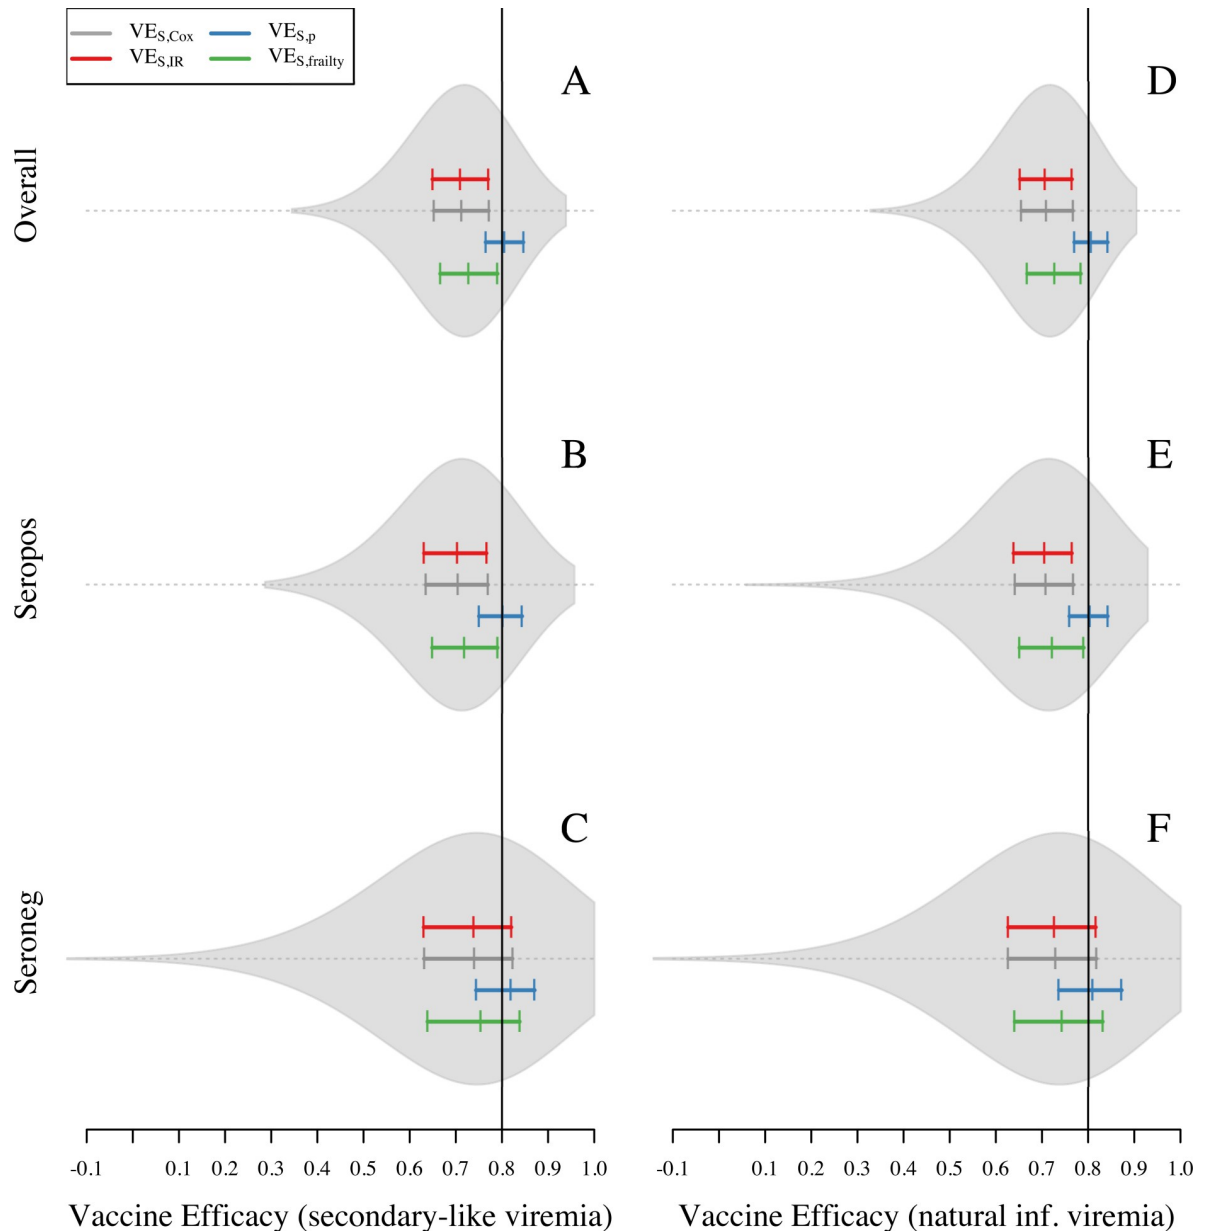 VES,Cox VES,p
VES,IR VES,frailty
A
D
Overall
B
E
Seropos
C
F
Seroneg
-0.1 0.1 0.2 0.3 0.4 0.5 0.6 0.7 0.8 0.9 1.0
-0.1 0.1 0.2 0.3 0.4 0.5 0.6 0.7 0.8 0.9 1.0
Vaccine Efficacy (secondary-like viremia)
Vaccine Efficacy (natural inf. viremia)